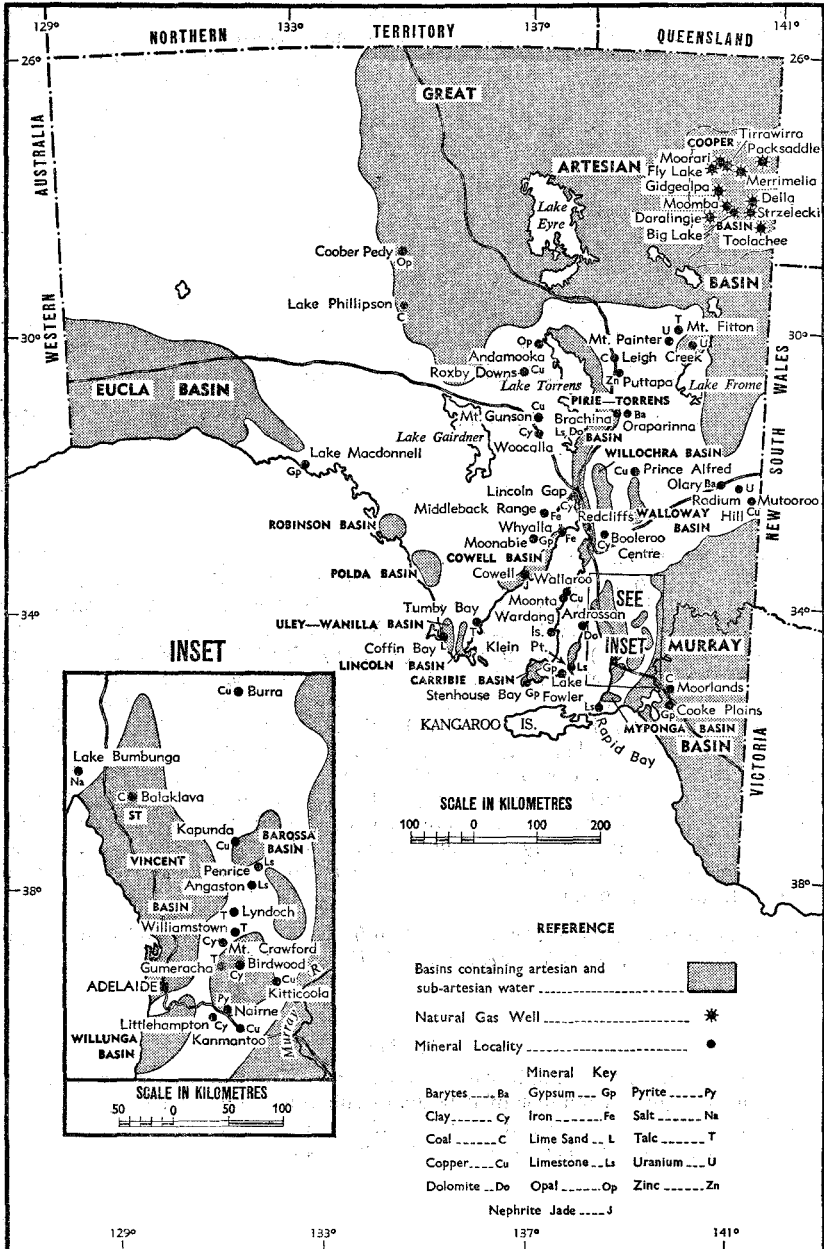 129° 133° 137° 141°
NORTHERN TERRITORY QUEENSLAND
26° 26°
GREAT
AUSTRALIA
WESTERN
COOPER
Tirrawirra
Packsaddle
Moorari
Fly Lake
ARTESIAN
Merrimelia
Gidgealpa
Della
Moomba
Strzelecki
Daralingie
BASIN
Big Lake
Toolachee
Lake
Eyre
Coober Pedy
Op
BASIN
Lake Phillipson
C
T
Mt. Fitton
U
30° 30°
Mt. Painter
U
Op
Andamooka
C
Leigh Creek
Roxby Downs
Cu
Zn
Puttapa
Lake Torrens
Lake Frome
EUCLA BASIN
PIRIE—TORRENS
Cu
Mt. Gunson
Brachina
Ba
Oraparinna
Lake Gairdner
Cy
Ls Do
Woocalla
BASIN
WILLOCHRA BASIN
Lake Macdonnell
Gp
Cu
Prince Alfred
Lincoln Gap
Cy
Olary
Ba
U
Middleback Range
Fe
Radium
Hill
Mutooroo
Cu
Redcliffs
WALLOWAY
BASIN
NEW SOUTH WALES
ROBINSON BASIN
Whyalla
Fe
Moonabie
Gp
Cy
Booleroo
Centre
COWELL BASIN
POLDA BASIN
Cowell
J
Wallaroo
34° 34°
Moonta
Cu
SEE
INSET
Tumby Bay
T
Wardang
Is.
Ardrossan
Do
ULEY—WANILLA BASIN
MURRAY
Coffin Bay
L
Klein
Pt.
Ls
LINCOLN BASIN
Gp
Lake
Fowler
C
Moorlands
CARRIBIE BASIN
Stenhouse Bay
Gp
Gp
Cooke Plains
Ls
KANGAROO IS.
Rapid Bay
MYPONGA BASIN
BASIN
VICTORIA
SCALE IN KILOMETRES
100 0 100 200
38° 38°
INSET
Cu
Burra
Lake Bumbunga
Na
C
Balaklava
ST
VINCENT
BASIN
Kapunda
Cu
BAROSSA
BASIN
Penrice
Ls
Angaston
Ls
T
Lyndoch
Williamstown
T
Cy
Mt. Crawford
Gumeracha
T
Cy
Birdwood
ADELAIDE
Cu
Kitticoola
Py
Nairne
Littlehampton
Cy
Cu
Kanmantoo
Murray
R
WILLUNGA
BASIN
SCALE IN KILOMETRES
50 0 50 100
REFERENCE
Basins containing artesian and
sub-artesian water
Natural Gas Well
Mineral Locality
Mineral Key
Barytes Ba Gypsum Gp Pyrite Py
Clay Cy Iron Fe Salt Na
Coal C Lime Sand L Talc T
Copper Cu Limestone Ls Uranium U
Dolomite Do Opal Op Zinc Zn
Nephrite Jade J
129° 133° 137° 141°